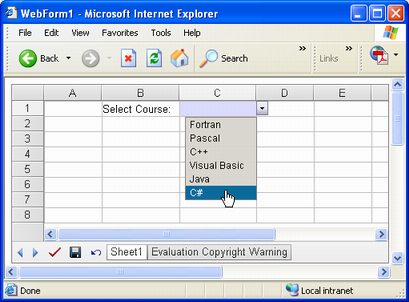 WebForm1 - Microsoft Internet Explorer
File Edit View Favorites Tools Help
Back Search Links
A B C D E
1 Select Course:
2 Fortran
3 Pascal
4 C++
5 Visual Basic
6 Java
7 C#
8
Sheet1 Evaluation Copyright Warning
Done Local intranet